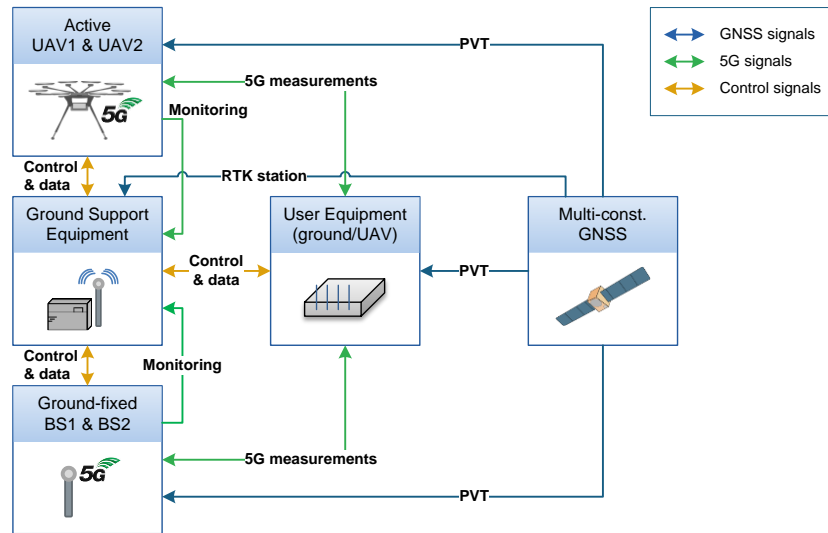 Active
UAV1 & UAV2
5G
PVT
5G measurements
Monitoring
GNSS signals
5G signals
Control signals
Control
& data
RTK station
Ground Support
Equipment
User Equipment
(ground/UAV)
Multi-const.
GNSS
Control
& data
PVT
Control
& data
Monitoring
Ground-fixed
BS1 & BS2
5G
5G measurements
PVT